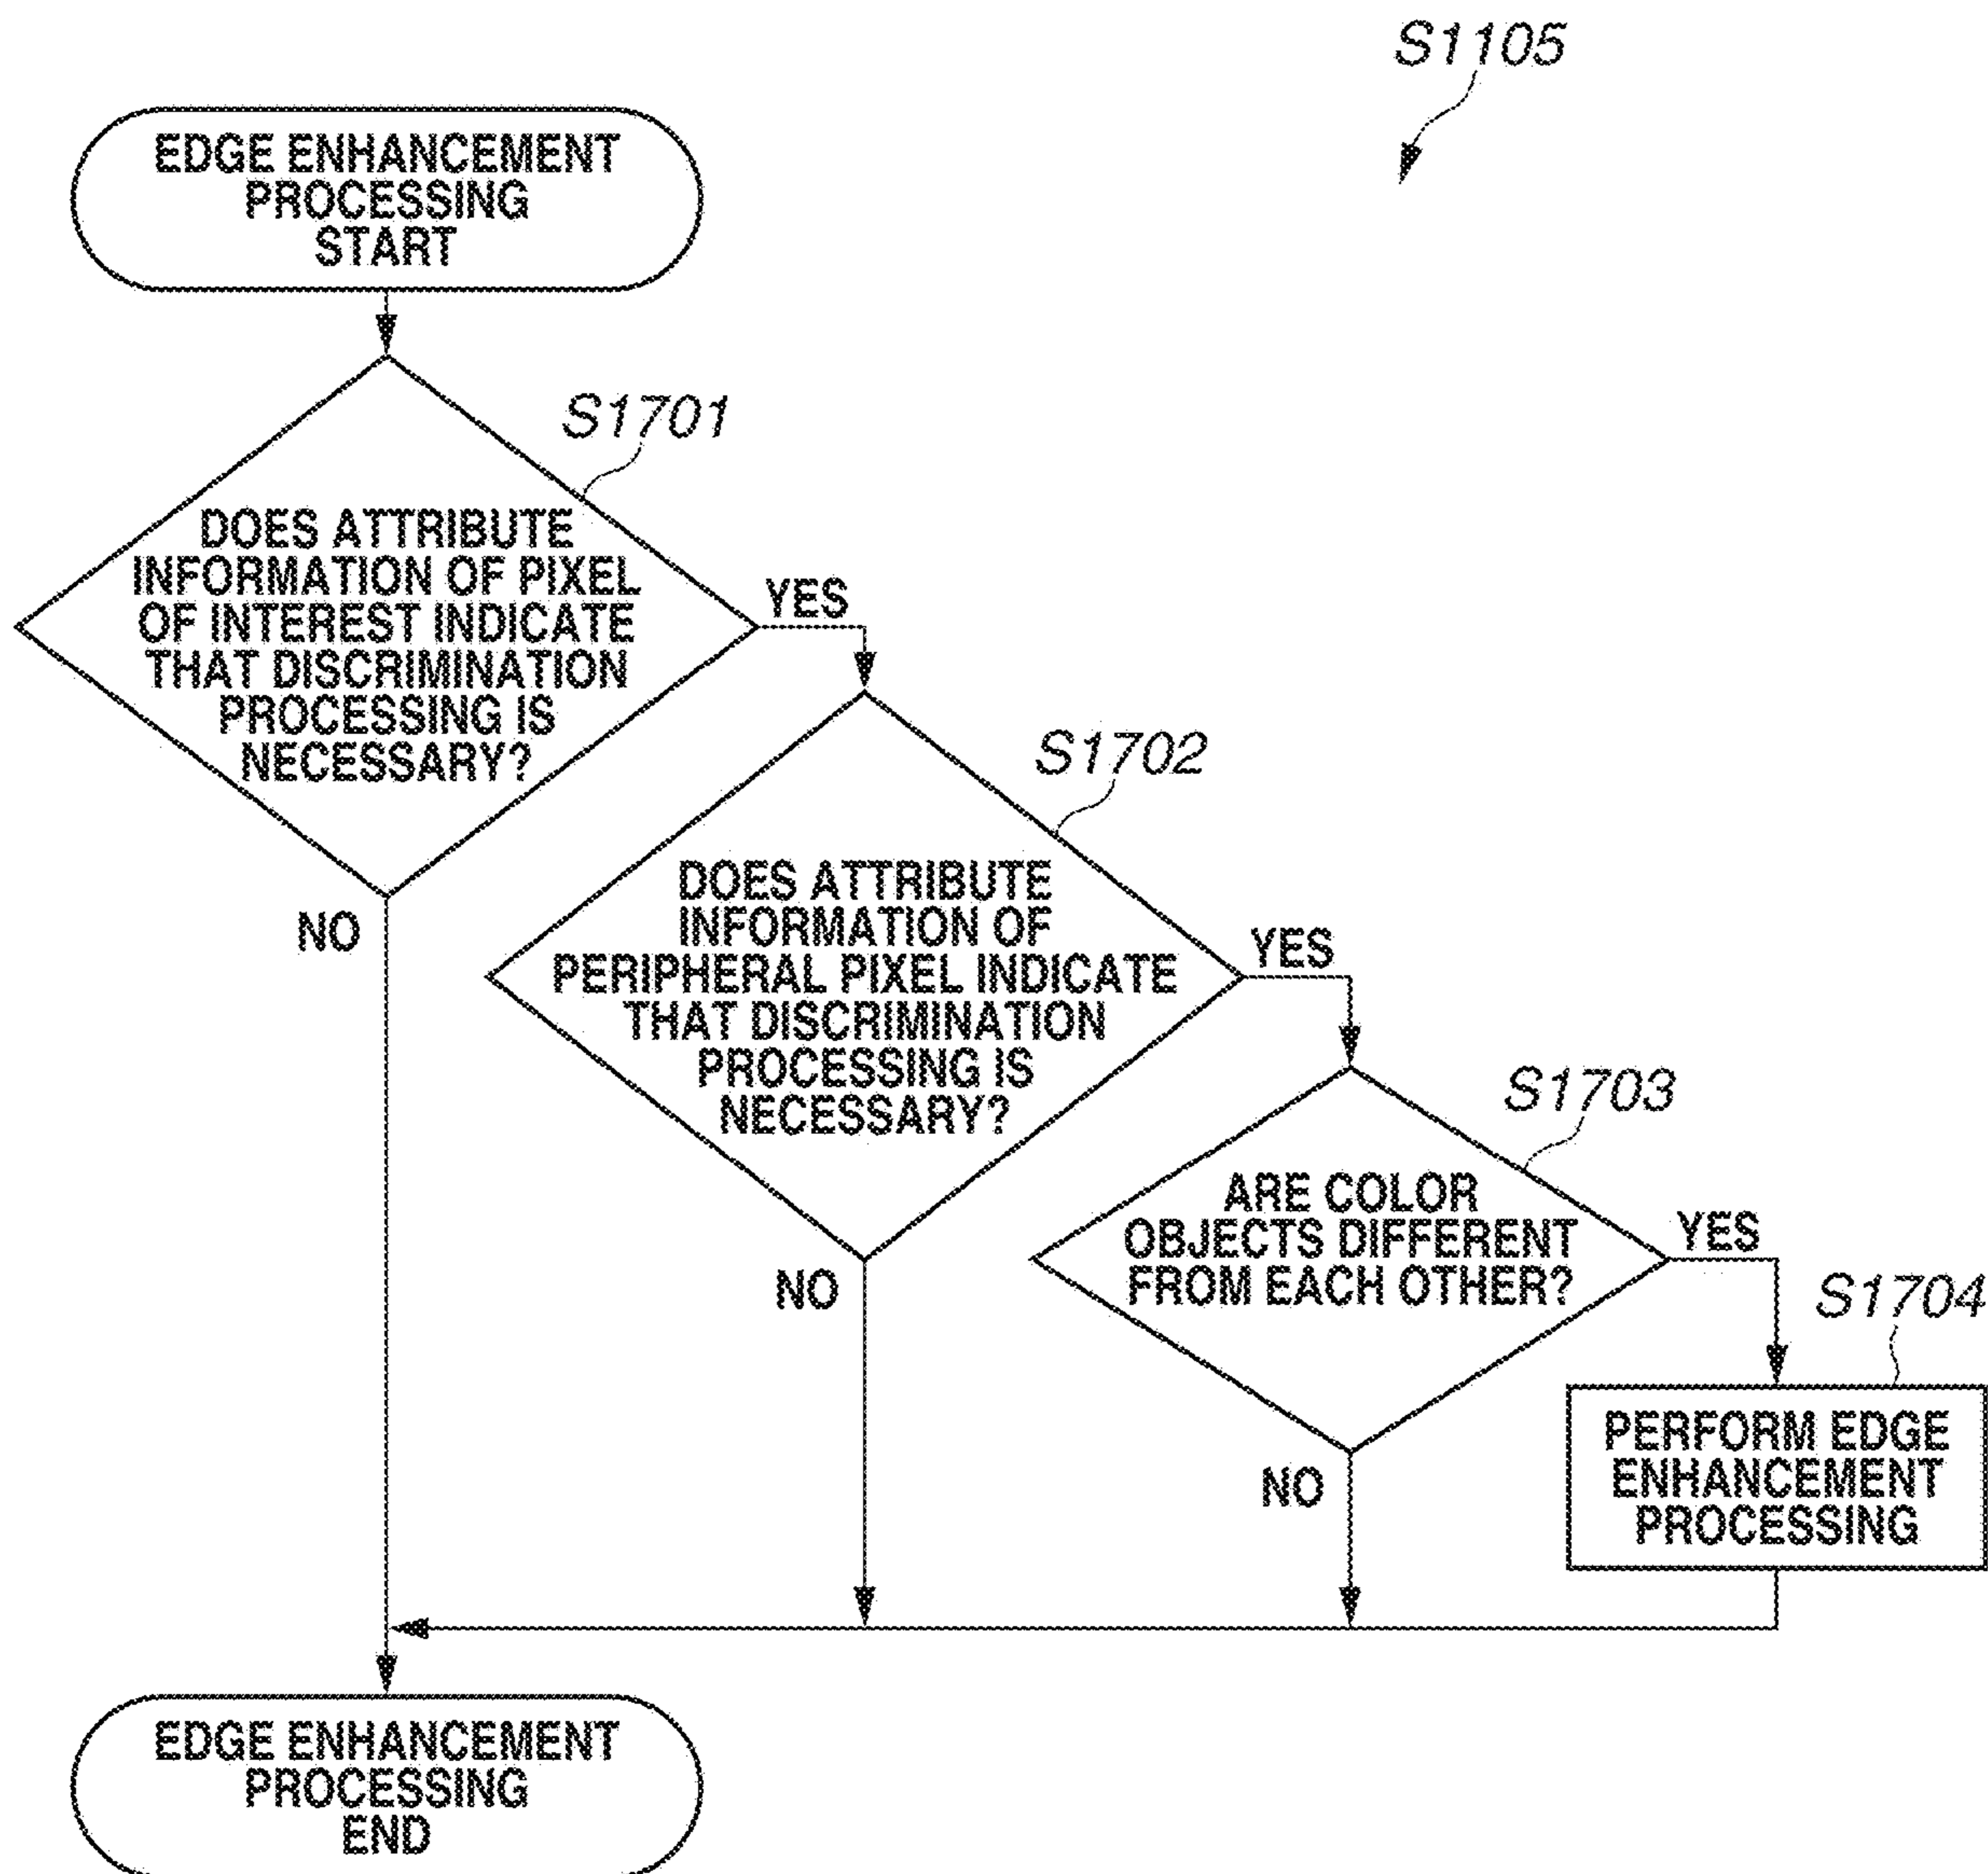 S1105
EDGE ENHANCEMENT
PROCESSING
START
S1701
DOES ATTRIBUTE
INFORMATION OF PIXEL
OF INTEREST INDICATE
THAT DISCRIMINATION
PROCESSING IS
NECESSARY?
YES
NO
S1702
DOES ATTRIBUTE
INFORMATION OF
PERIPHERAL PIXEL INDICATE
THAT DISCRIMINATION
PROCESSING IS
NECESSARY?
YES
NO
S1703
ARE COLOR
OBJECTS DIFFERENT
FROM EACH OTHER?
YES
NO
S1704
PERFORM EDGE
ENHANCEMENT
PROCESSING
EDGE ENHANCEMENT
PROCESSING
END